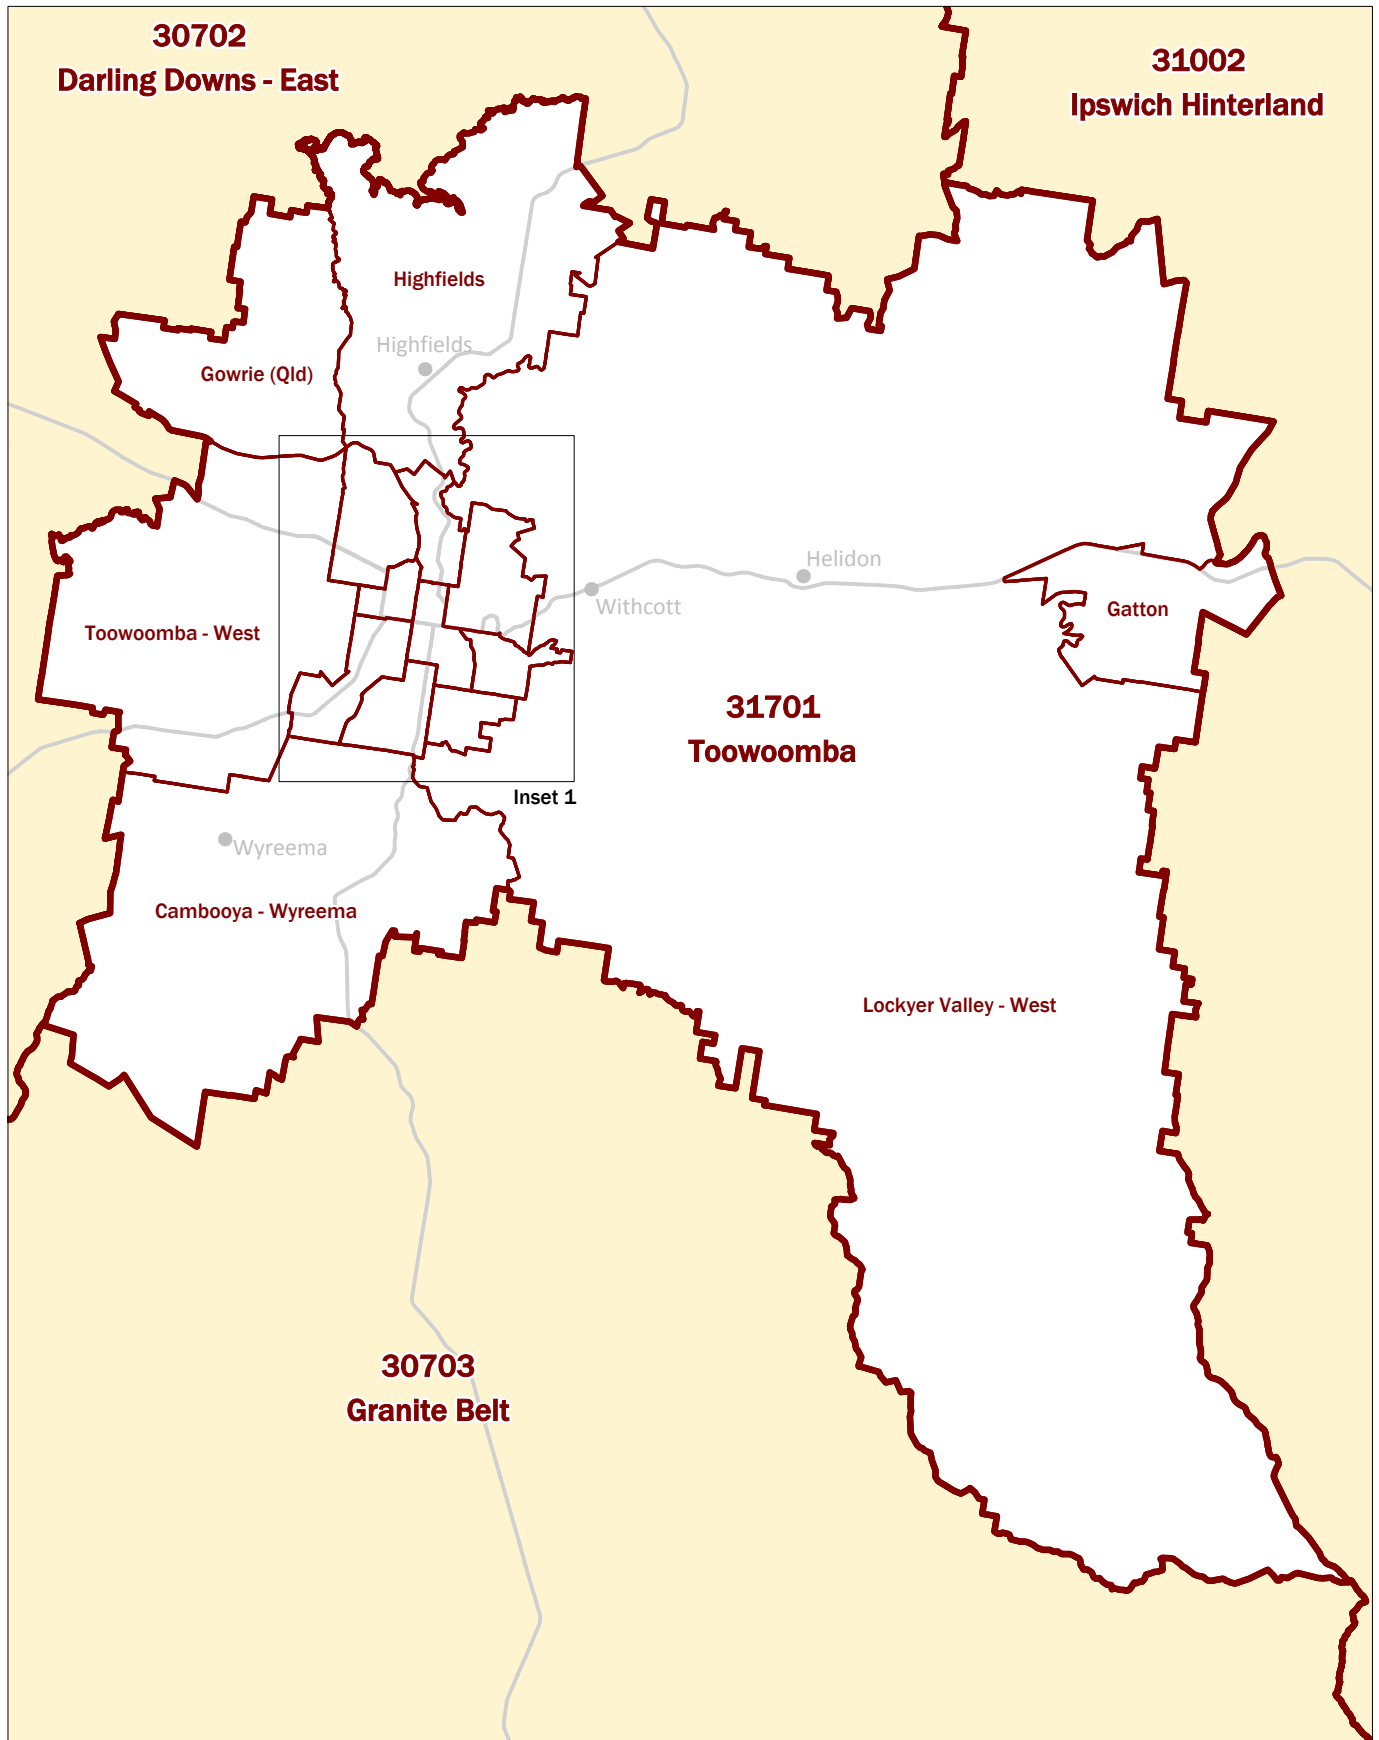 30702
Darling Downs - East
31002
Ipswich Hinterland
Highfields
Highfields
Gowrie (Qld)
Helidon
Withcott
Gatton
Toowoomba - West
31701
Toowoomba
Inset 1
Wyreema
Cambooya - Wyreema
Lockyer Valley - West
30703
Granite Belt